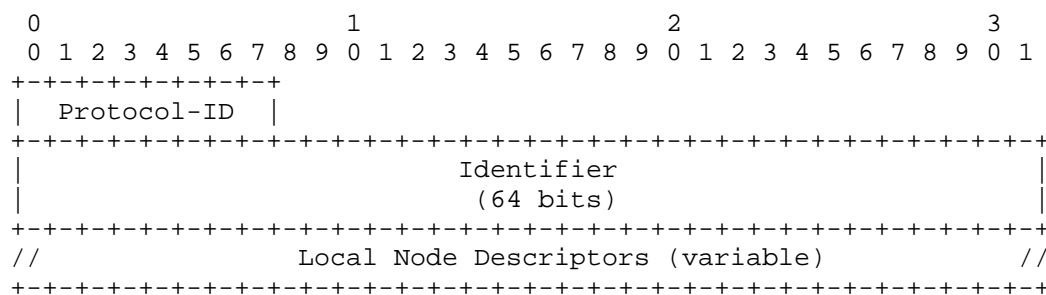 0                   1                   2                   3
 0 1 2 3 4 5 6 7 8 9 0 1 2 3 4 5 6 7 8 9 0 1 2 3 4 5 6 7 8 9 0 1
+-+-+-+-+-+-+-+-+
|  Protocol-ID  |
+-+-+-+-+-+-+-+-+-+-+-+-+-+-+-+-+-+-+-+-+-+-+-+-+-+-+-+-+-+-+-+-+
|                           Identifier                          |
|                            (64 bits)                          |
+-+-+-+-+-+-+-+-+-+-+-+-+-+-+-+-+-+-+-+-+-+-+-+-+-+-+-+-+-+-+-+-+
//                Local Node Descriptors (variable)            //
+-+-+-+-+-+-+-+-+-+-+-+-+-+-+-+-+-+-+-+-+-+-+-+-+-+-+-+-+-+-+-+-+